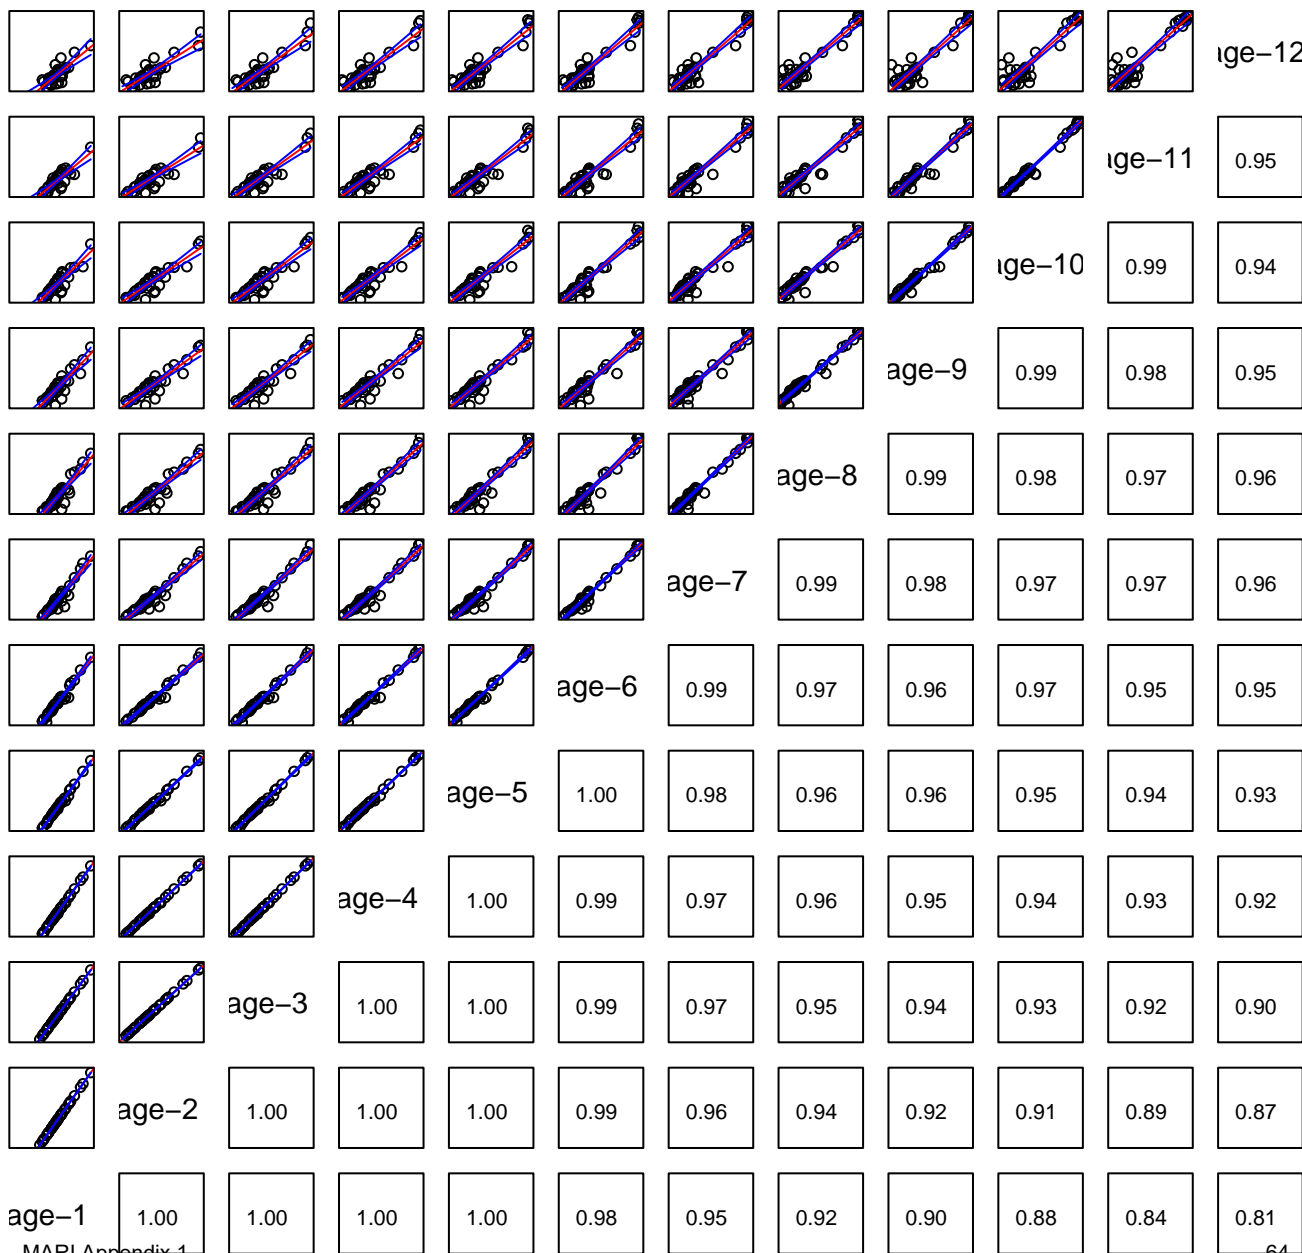 age−12
age−11 0.95
age−10 0.99 0.94
age−9 0.99 0.98 0.95
age−8 0.99 0.98 0.97 0.96
age−7 0.99 0.98 0.97 0.97 0.96
age−6 0.99 0.97 0.96 0.97 0.95 0.95
age−5 1.00 0.98 0.96 0.96 0.95 0.94 0.93
age−4 1.00 0.99 0.97 0.96 0.95 0.94 0.93 0.92
age−3 1.00 1.00 0.99 0.97 0.95 0.94 0.93 0.92 0.90
age−2 1.00 1.00 1.00 0.99 0.96 0.94 0.92 0.91 0.89 0.87
age−1 1.00 1.00 1.00 1.00 0.98 0.95 0.92 0.90 0.88 0.84 0.81
MARI Appendix 1 64